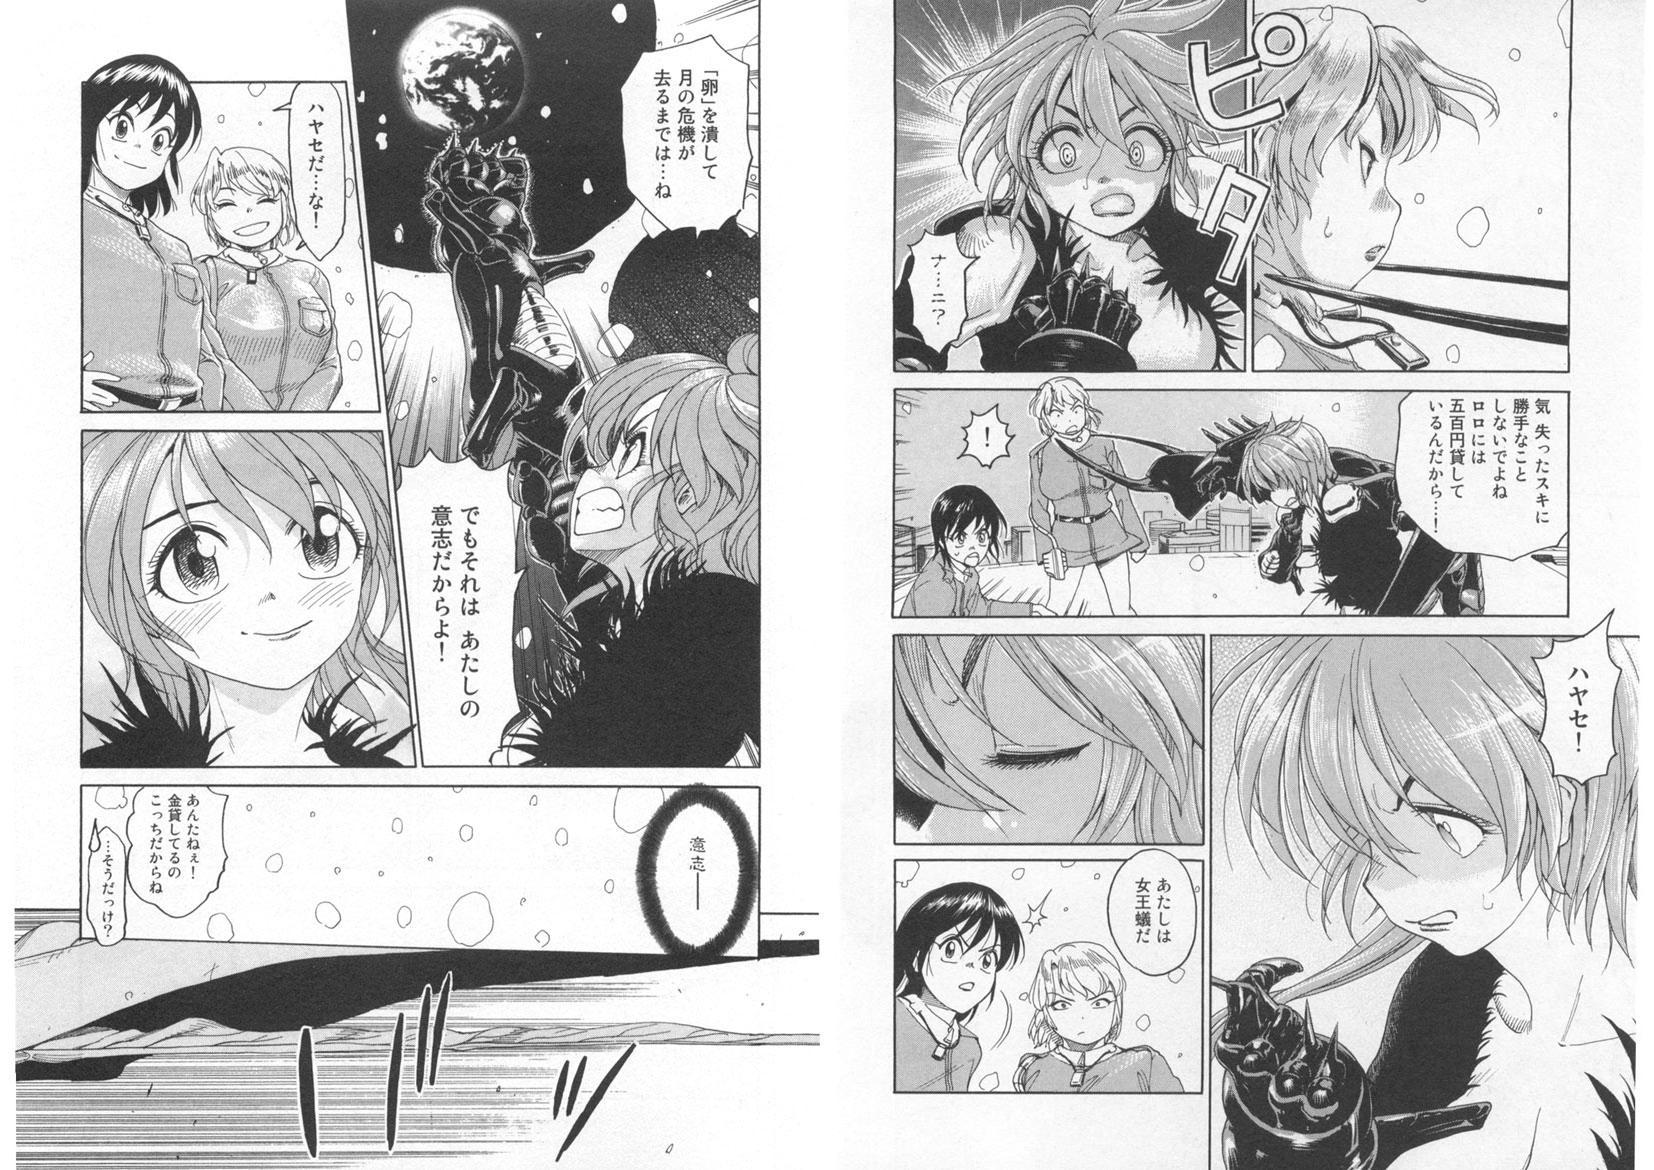 ピタ
ナ…ニ?
気 失ったスキに
勝手なこと
しないでよね
ロロには
五百円貸して
いるんだから…!
!
ハヤセ!
あたしは
女王蟻だ
「卵」を潰して
月の危機が
去るまでは…ね
でもそれは あたしの
意志だからよ!
ハヤセだ…な!
意志──
あんたねぇ!
金貸してるの
こっちだからね
…そうだっけ?